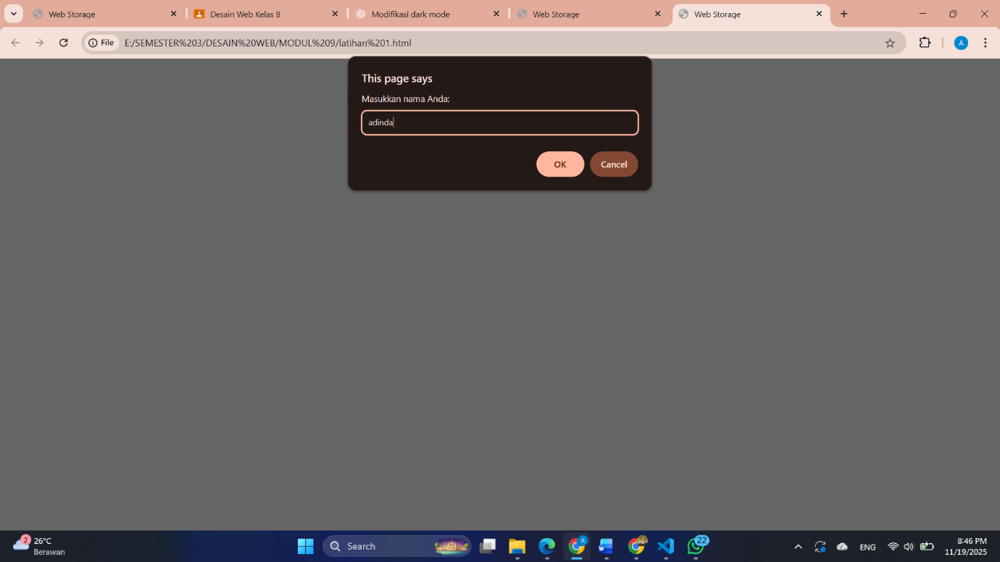 Web Storage
Desain Web Kelas B
Modifikasi dark mode
Web Storage
Web Storage
File
E:/SEMESTER%203/DESAIN%20WEB/MODUL%209/latihan%201.html
A
This page says
Masukkan nama Anda:
adinda
OK
Cancel
2
26°C
Berawan
Search
A
W
22
ENG
8:46 PM
11/19/2025